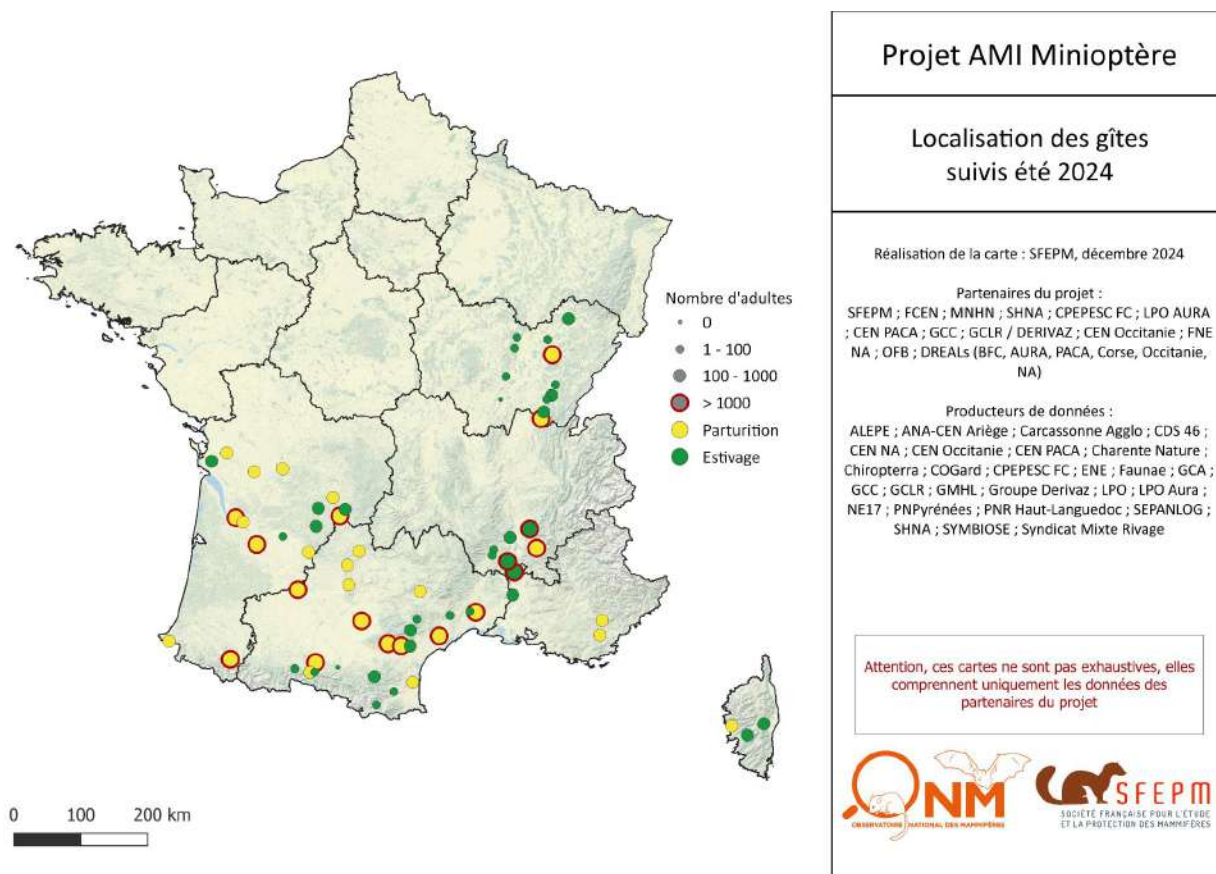 Projet AMI Minioptère
Localisation des gîtes
suivis été 2024
Réalisation de la carte : SFEPM, décembre 2024
Partenaires du projet :
SFEPM ; FCEN ; MNHN ; SHNA ; CPEPESC FC ; LPO AURA
; CEN PACA ; GCC ; GCLR / DERIVAZ ; CEN Occitanie ; FNE
NA ; OFB ; DREALs (BFC, AURA, PACA, Corse, Occitanie,
NA)
Producteurs de données :
ALEPE ; ANA-CEN Ariège ; Carcassonne Agglo ; CDS 46 ;
CEN NA ; CEN Occitanie ; CEN PACA ; Charente Nature ;
Chiropterra ; COGard ; CPEPESC FC ; ENE ; Faunae ; GCA ;
GCC ; GCLR ; GMHL ; Groupe Derivaz ; LPO ; LPO Aura ;
NE17 ; PNPyrénées ; PNR Haut-Languedoc ; SEPANLOG ;
SHNA ; SYMBIOSE ; Syndicat Mixte Rivage
Attention, ces cartes ne sont pas exhaustives, elles
comprennent uniquement les données des
partenaires du projet
ONM
OBSERVATOIRE NATIONAL DES MAMMIFÈRES
SFEPM
SOCIÉTÉ FRANÇAISE POUR L'ÉTUDE
ET LA PROTECTION DES MAMMIFÈRES
Nombre d'adultes
0
1 - 100
100 - 1000
> 1000
Parturition
Estivage
0 100 200 km